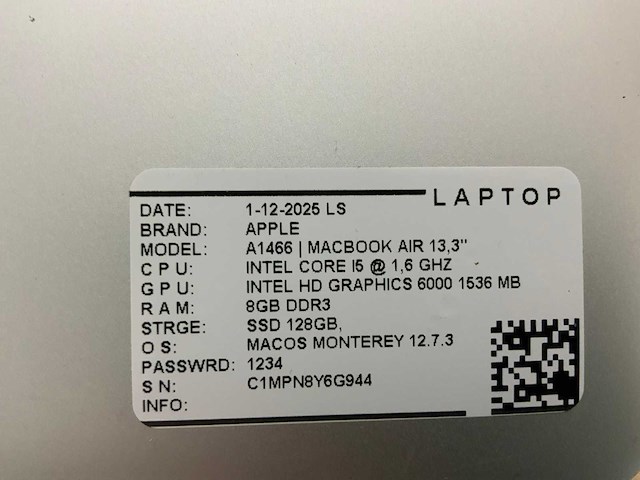 LAPTOP
DATE: 1-12-2025 LS
BRAND: APPLE
MODEL: A1466 | MACBOOK AIR 13,3"
CPU: INTEL CORE I5 @ 1,6 GHZ
GPU: INTEL HD GRAPHICS 6000 1536 MB
RAM: 8GB DDR3
STRGE: SSD 128GB,
OS: MACOS MONTEREY 12.7.3
PASSWRD: 1234
SN: C1MPN8Y6G944
INFO: